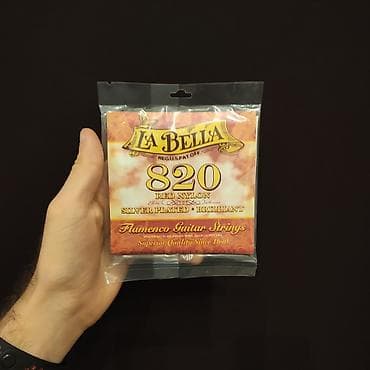 LA BELLA
REG.U.S.PAT.OFF.
820
RED NYLON
SILVER PLATED • BRILLIANT
Flamenco Guitar Strings
Superior Quality Since 1640